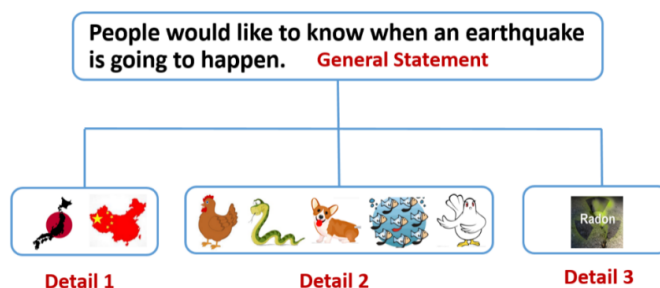 People would like to know when an earthquake
is going to happen. General Statement
Radon
Detail 1
Detail 2
Detail 3